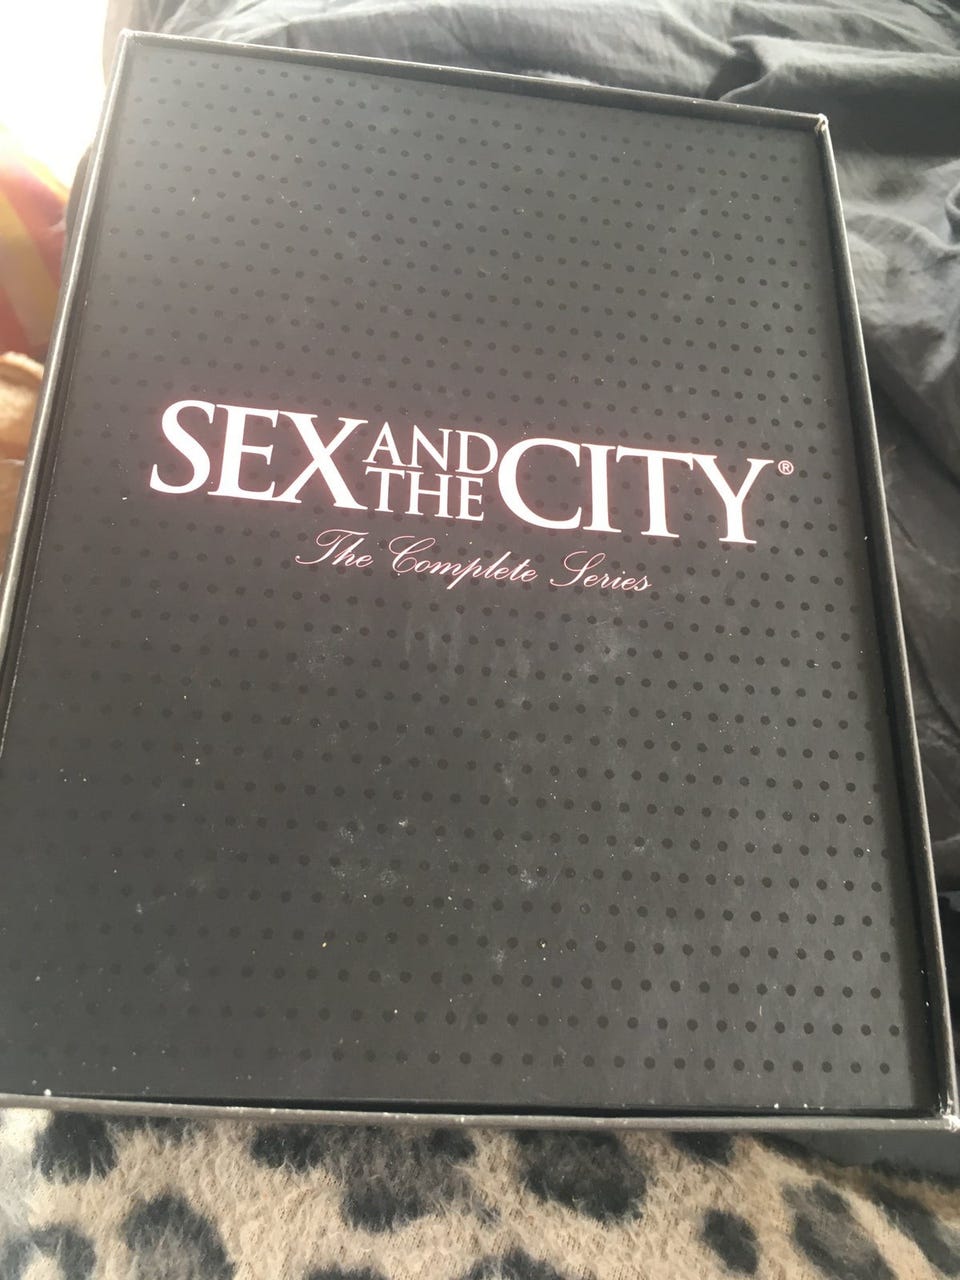 SEX AND THE CITY®
The Complete Series